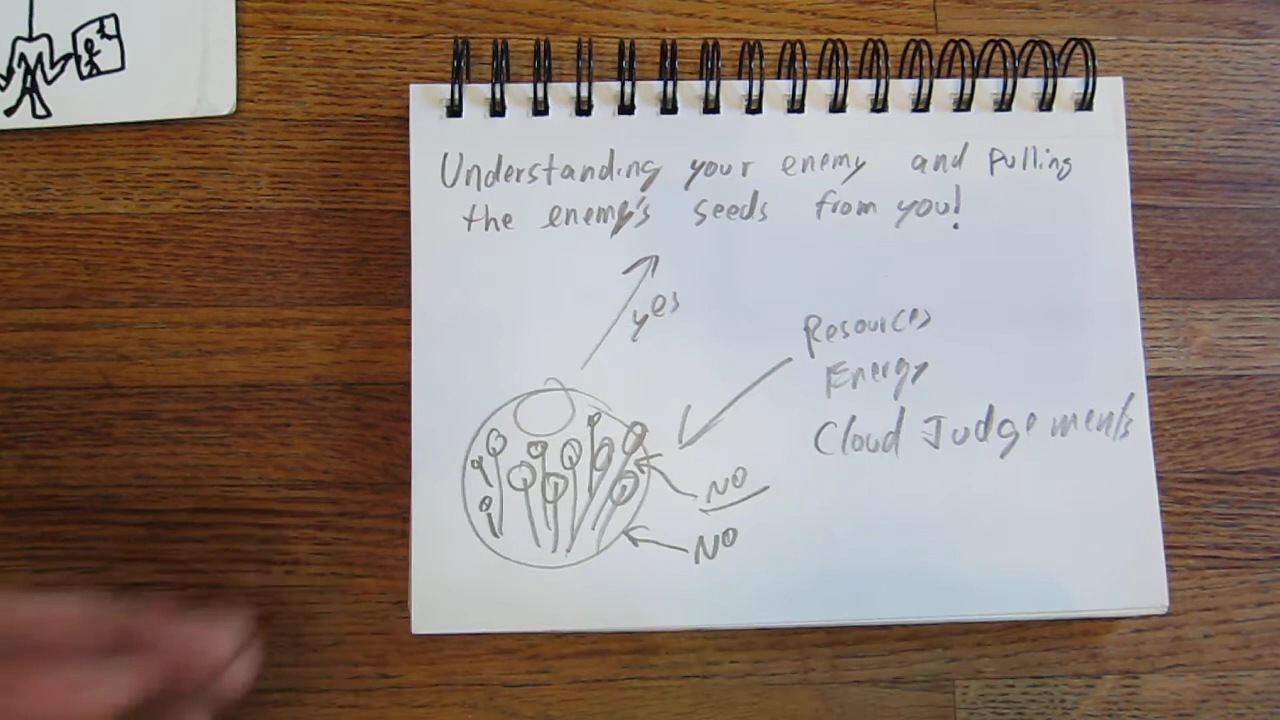 Understanding your enemy and pulling
the enemy's seeds from you!
yes
Resources
Energy
Cloud Judgements
NO
NO